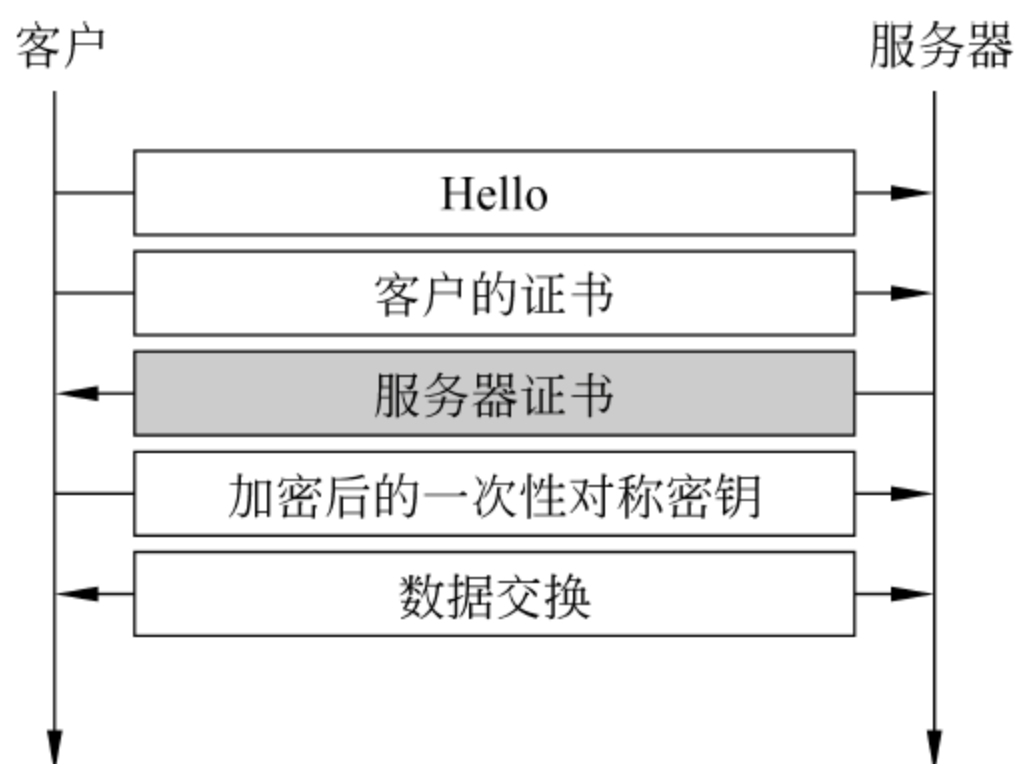 客户
服务器
Hello
客户的证书
服务器证书
加密后的一次性对称密钥
数据交换